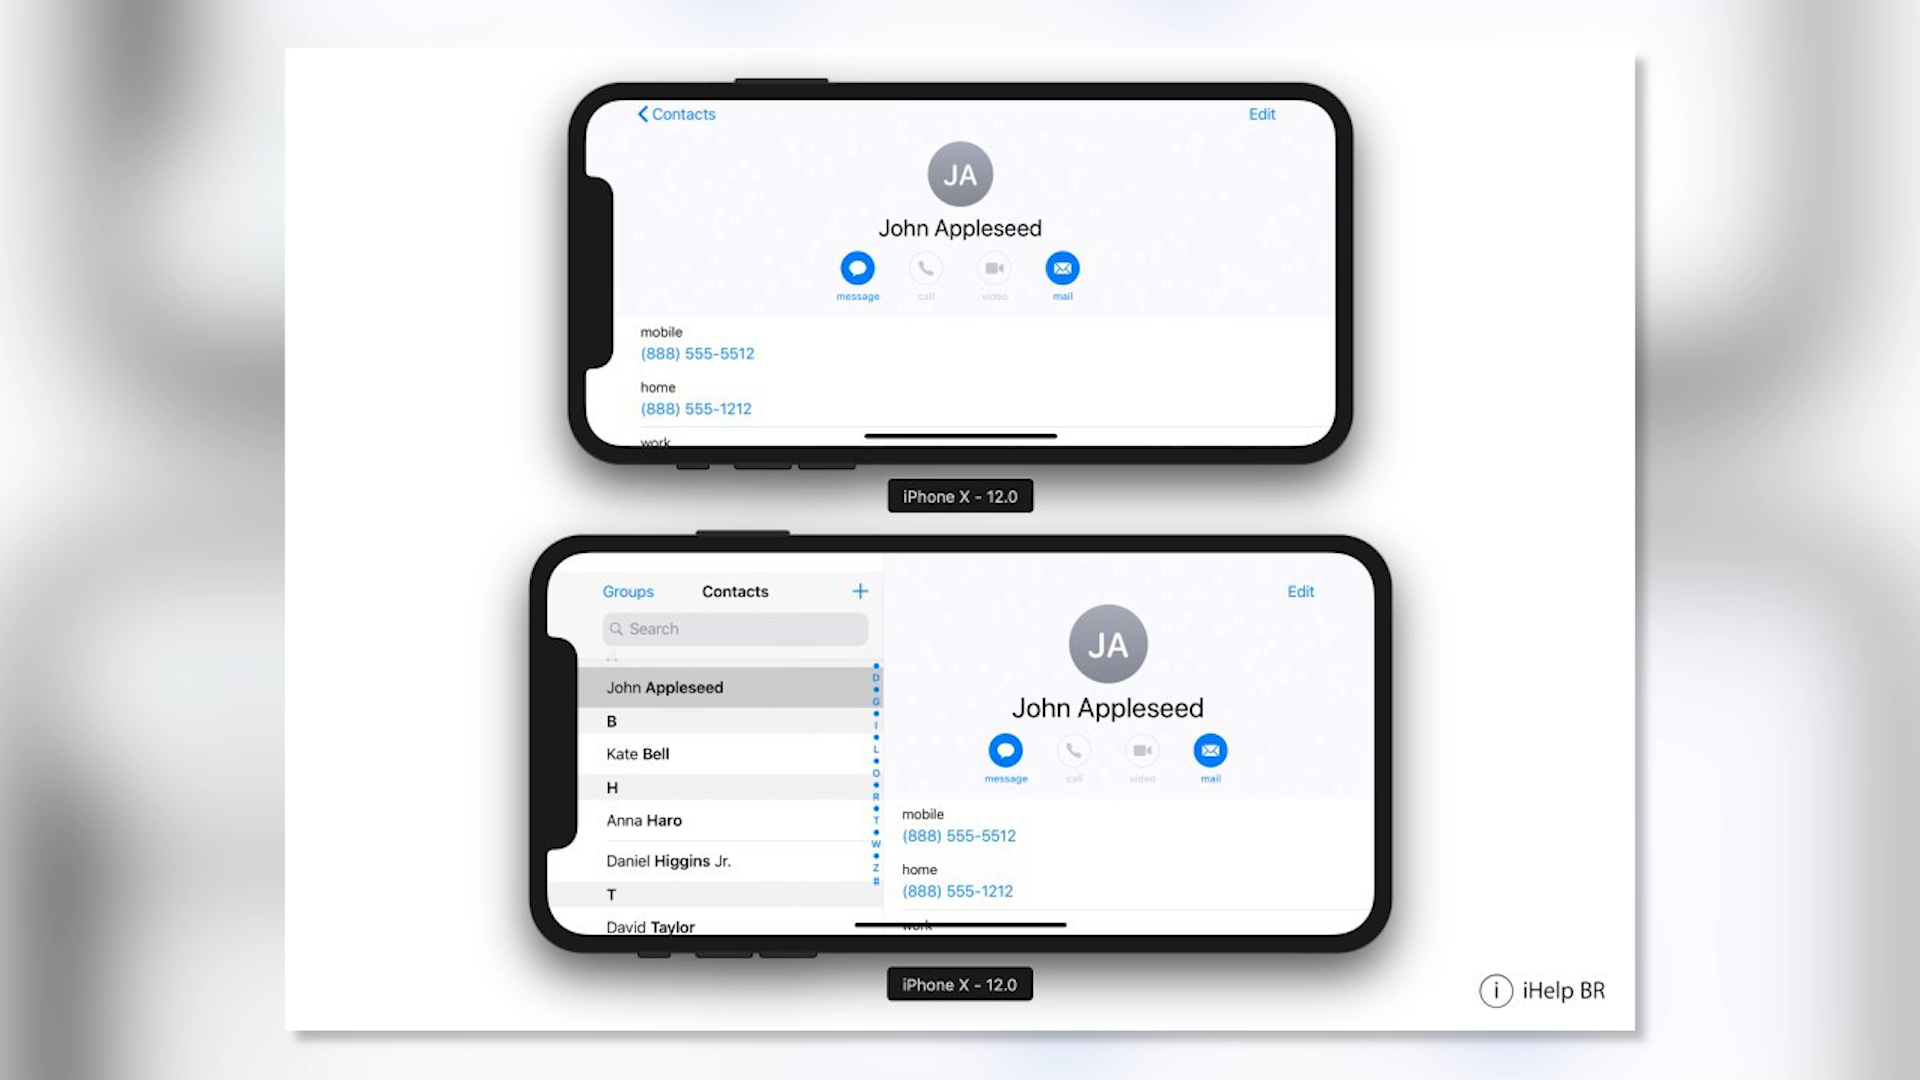 Contacts
Edit
JA
John Appleseed
message call video mail
mobile
(888) 555-5512
home
(888) 555-1212
work
iPhone X - 12.0
Groups Contacts +
Search
John Appleseed
B
Kate Bell
H
Anna Haro
Daniel Higgins Jr.
T
David Taylor
D
G
I
L
O
R
T
W
Z
#
Edit
JA
John Appleseed
message call video mail
mobile
(888) 555-5512
home
(888) 555-1212
work
iPhone X - 12.0
i iHelp BR